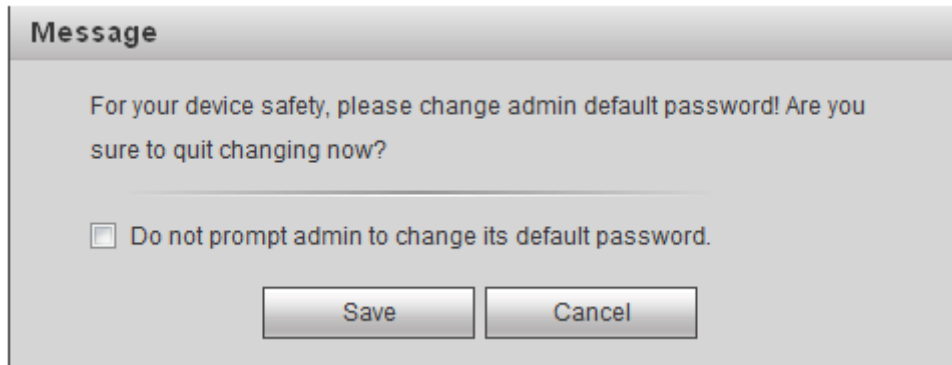 Message
For your device safety, please change admin default password! Are you
sure to quit changing now?
Do not prompt admin to change its default password.
Save
Cancel